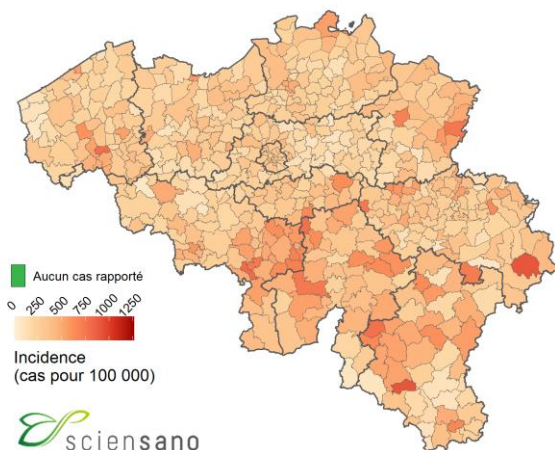 Aucun cas rapporté
0 250 500 750 1000 1250
Incidence
(cas pour 100 000)
sciensano